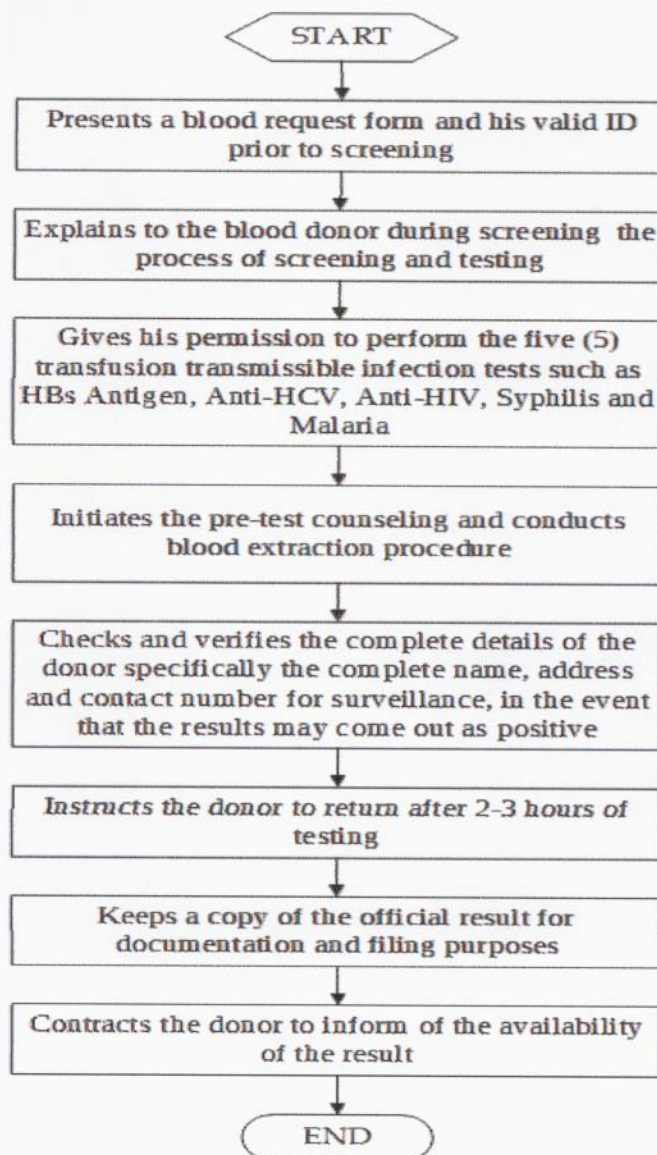 START
Presents a blood request form and his valid ID
prior to screening
Explains to the blood donor during screening the
process of screening and testing
Gives his permission to perform the five (5)
transfusion transmissible infection tests such as
HBs Antigen, Anti-HCV, Anti-HIV, Syphilis and
Malaria
Initiates the pre-test counseling and conducts
blood extraction procedure
Checks and verifies the complete details of the
donor specifically the complete name, address
and contact number for surveillance, in the event
that the results may come out as positive
Instructs the donor to return after 2-3 hours of
testing
Keeps a copy of the official result for
documentation and filing purposes
Contracts the donor to inform of the availability
of the result
END